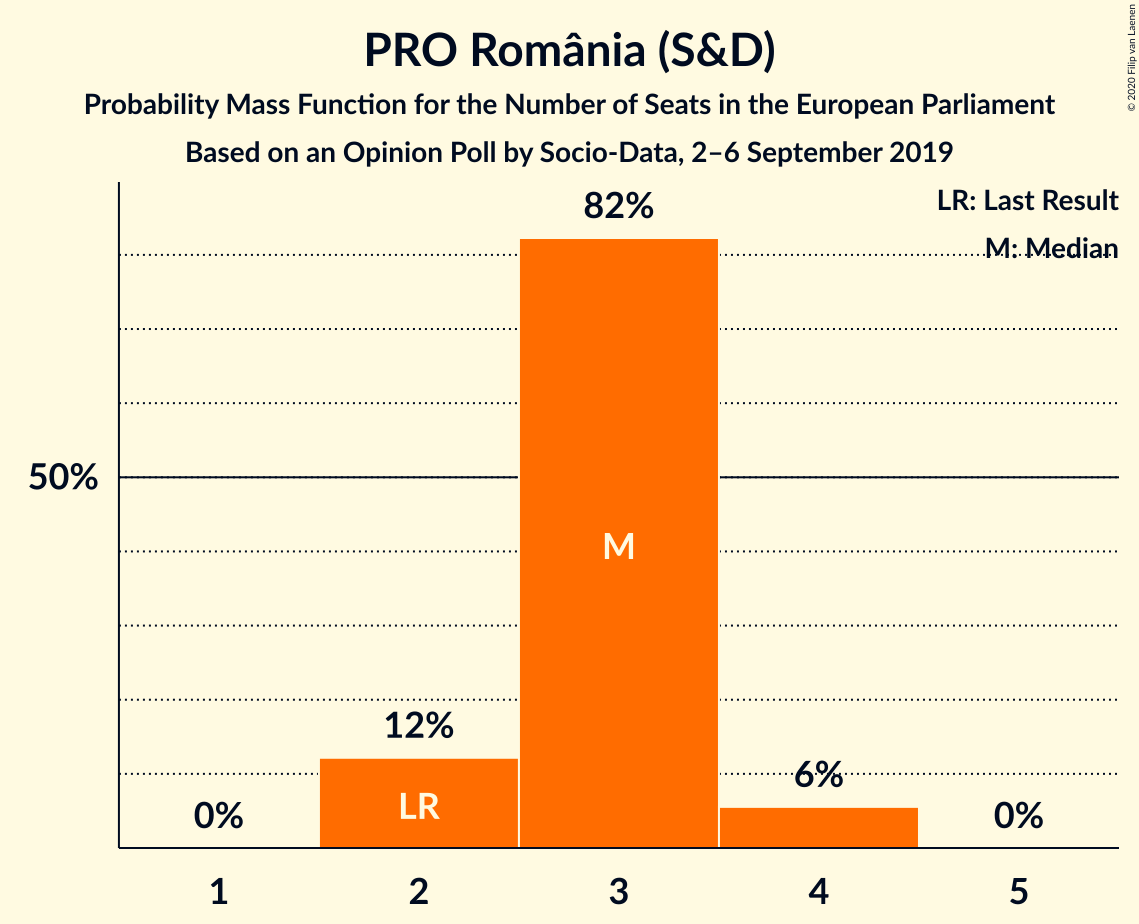 PRO România (S&D)
Probability Mass Function for the Number of Seats in the European Parliament
Based on an Opinion Poll by Socio-Data, 2–6 September 2019
© 2020 Filip van Laenen
LR: Last Result
M: Median
82%
50%
M
12%
LR
6%
0%
0%
1
2
3
4
5